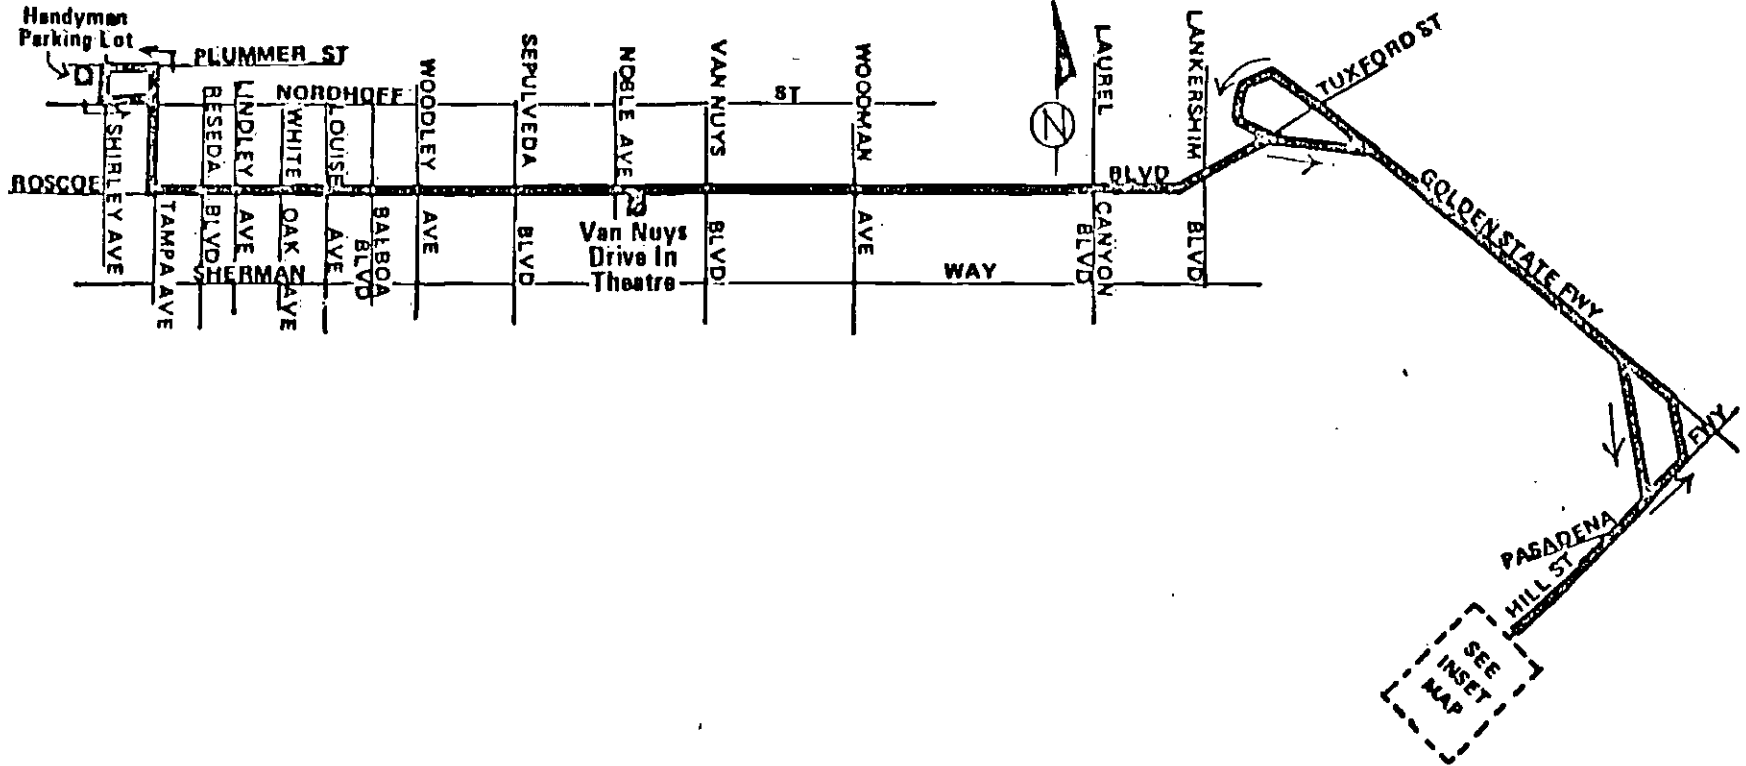 Handyman
Parking Lot
PLUMMER ST
NORDHOFF ST
ROSCOE BLVD
SHERMAN WAY
SHIRLEY AVE
TAMPA AVE
RESEDA BLVD
LINDLEY AVE
WHITE OAK AVE
LOUISE AVE
BALBOA BLVD
WOODLEY AVE
SEPULVEDA BLVD
NOBLE AVE
VAN NUYS BLVD
WOODMAN AVE
LAUREL CANYON BLVD
LANKERSHIM BLVD
Van Nuys
Drive In
Theatre
N
TUXFORD ST
GOLDEN STATE FWY
PASADENA FWY
HILL ST
SEE
INSET
MAP